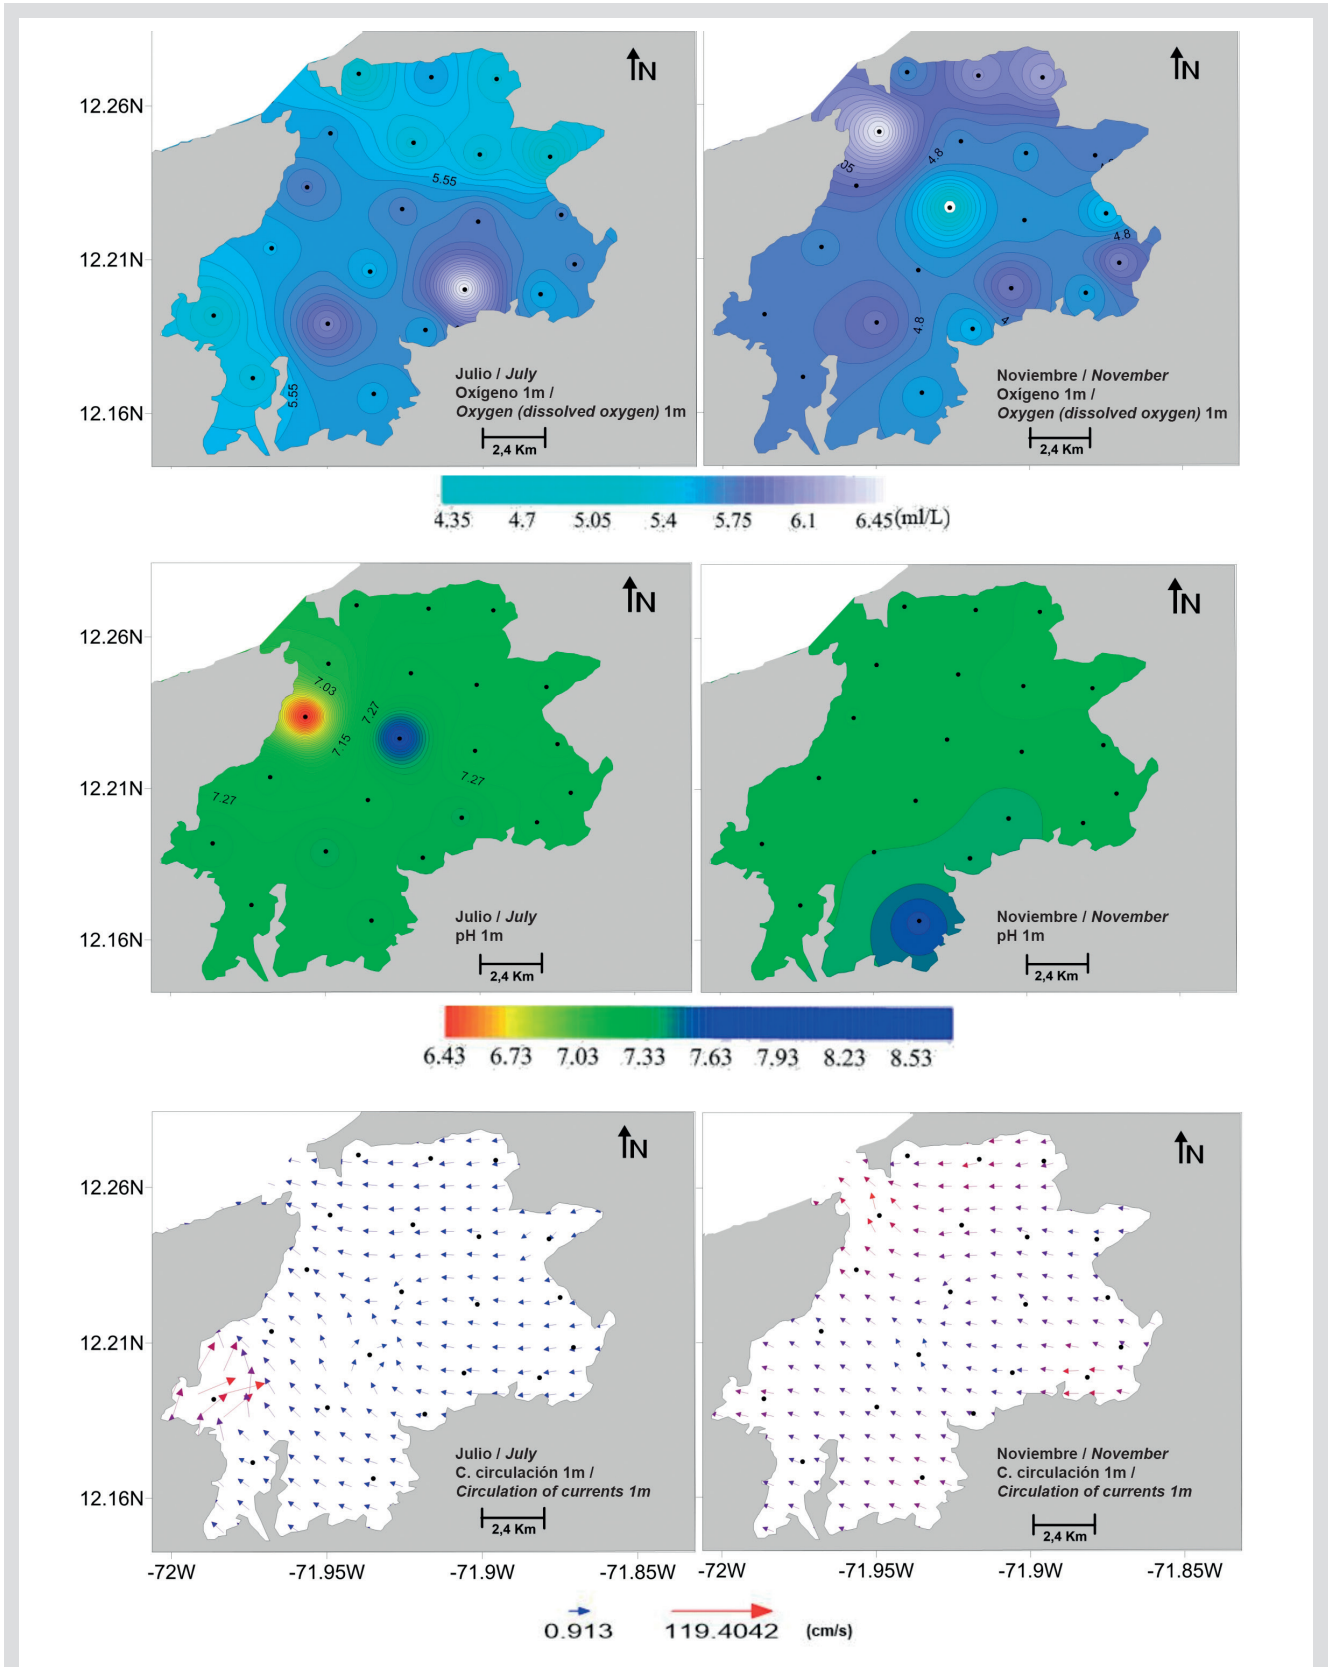 N
N
12.26N
4.8
.05
5.55
12.21N
4.8
4.8
4
5.55
Julio / July
Oxígeno 1m /
Oxygen (dissolved oxygen) 1m
2,4 Km
Noviembre / November
Oxígeno 1m /
Oxygen (dissolved oxygen) 1m
2,4 Km
12.16N
4.35 4.7 5.05 5.4 5.75 6.1 6.45 (ml/L)
N
N
12.26N
7.03
7.27
7.15
7.27
12.21N
7.27
Julio / July
pH 1m
2,4 Km
Noviembre / November
pH 1m
2,4 Km
12.16N
6.43 6.73 7.03 7.33 7.63 7.93 8.23 8.53
N
N
12.26N
12.21N
Julio / July
C. circulación 1m /
Circulation of currents 1m
2,4 Km
Noviembre / November
C. circulación 1m /
Circulation of currents 1m
2,4 Km
12.16N
-72W -71.95W -71.9W -71.85W
-72W -71.95W -71.9W -71.85W
0.913 119.4042 (cm/s)